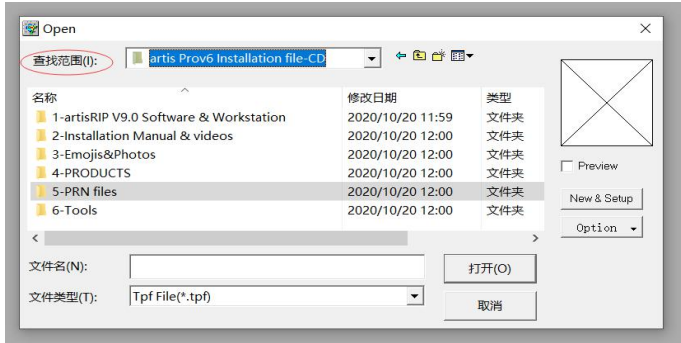 Open
查找范围(I): artis Prov6 Installation file-CD
名称 修改日期 类型
1-artisRIP V9.0 Software & Workstation 2020/10/20 11:59 文件夹
2-Installation Manual & videos 2020/10/20 12:00 文件夹
3-Emojis&Photos 2020/10/20 12:00 文件夹
4-PRODUCTS 2020/10/20 12:00 文件夹
5-PRN files 2020/10/20 12:00 文件夹
6-Tools 2020/10/20 12:00 文件夹
Preview
New & Setup
Option
文件名(N): 打开(O)
文件类型(T): Tpf File(*.tpf) 取消